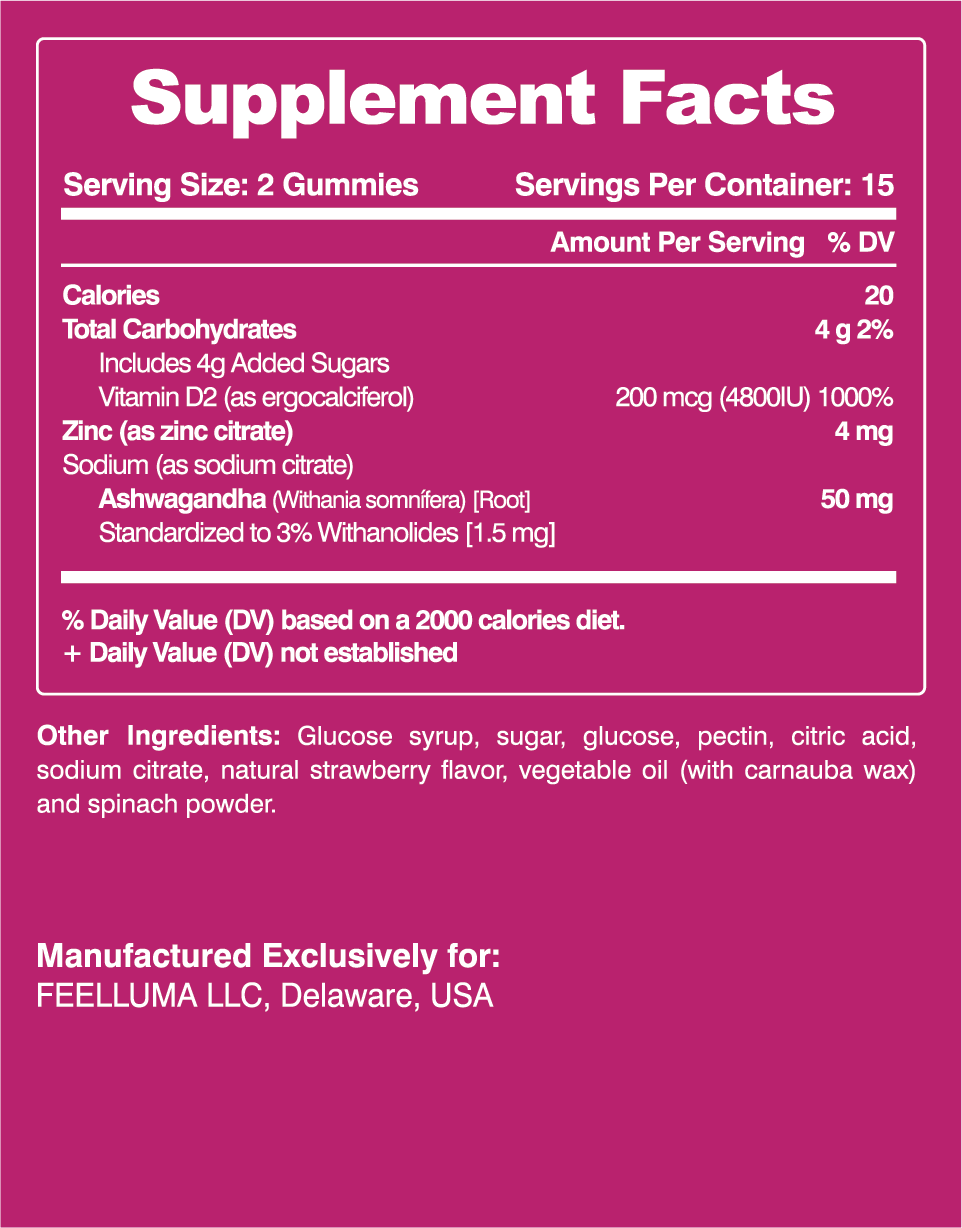 Supplement Facts
Serving Size: 2 Gummies Servings Per Container: 15
Amount Per Serving % DV
Calories 20
Total Carbohydrates 4 g 2%
Includes 4g Added Sugars
Vitamin D2 (as ergocalciferol) 200 mcg (4800IU) 1000%
Zinc (as zinc citrate) 4 mg
Sodium (as sodium citrate)
Ashwagandha (Withania somnífera) [Root] 50 mg
Standardized to 3% Withanolides [1.5 mg]
% Daily Value (DV) based on a 2000 calories diet.
+ Daily Value (DV) not established
Other Ingredients: Glucose syrup, sugar, glucose, pectin, citric acid,
sodium citrate, natural strawberry flavor, vegetable oil (with carnauba wax)
and spinach powder.
Manufactured Exclusively for:
FEELLUMA LLC, Delaware, USA